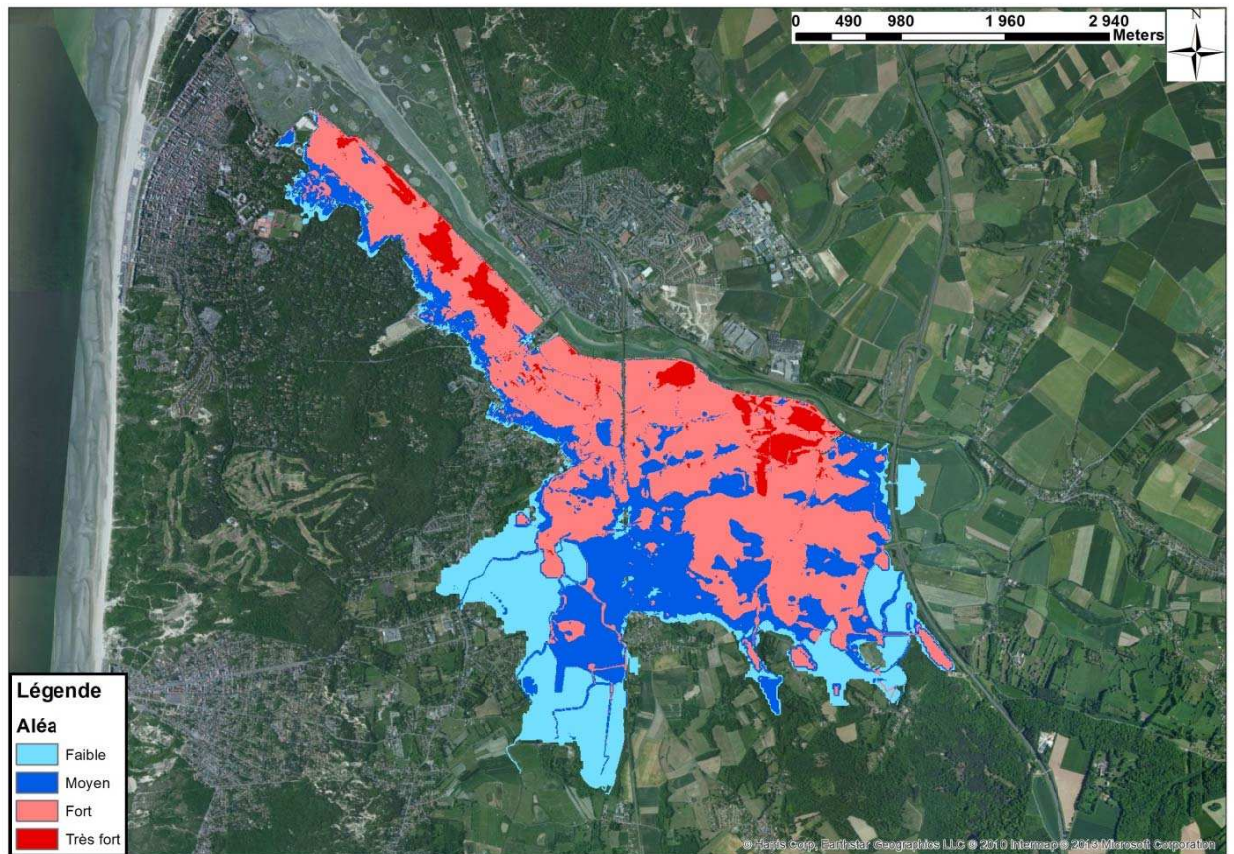 0 490 980 1 960 2 940
Meters
N
Légende
Aléa
Faible
Moyen
Fort
Très fort
© Harris Corp, Earthstar Geographics LLC © 2010 Intermap © 2013 Microsoft Corporation